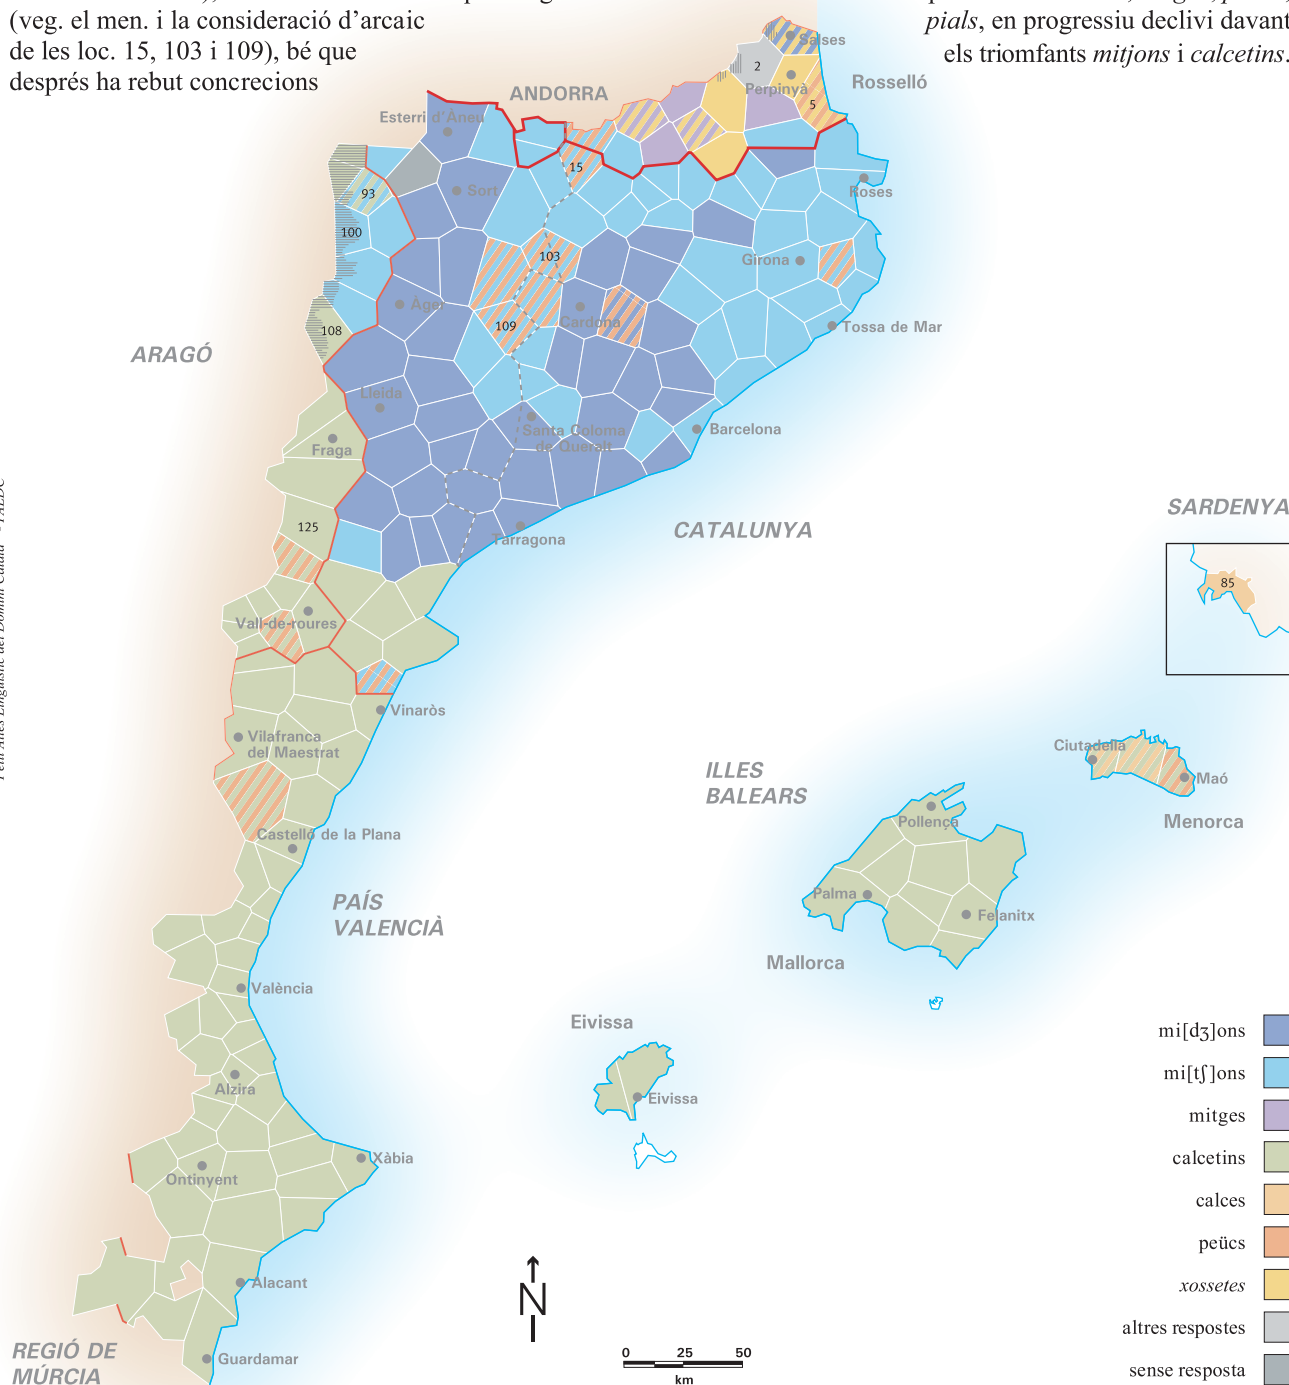 (veg. el men. i la consideració d’arcaic
de les loc. 15, 103 i 109), bé que
després ha rebut concrecions
pials, en progressiu declivi davant
els triomfants mitjons i calcetins.
ANDORRA
Esterri d’Àneu
Salses
2
Perpinyà
Rosselló
5
15
93
Sort
Roses
100
103
Girona
Àger
109
Cardona
108
Tossa de Mar
ARAGÓ
Lleida
Santa Coloma
de Queralt
Barcelona
Fraga
125
Tarragona
CATALUNYA
SARDENYA
85
Vall-de-roures
Vinaròs
Vilafranca
del Maestrat
ILLES
BALEARS
Ciutadella
Maó
Menorca
Castelló de la Plana
Pollença
Palma
Felanitx
Mallorca
PAÍS
VALENCIÀ
València
Eivissa
Eivissa
Alzira
Xàbia
Ontinyent
Alacant
Guardamar
REGIÓ DE
MÚRCIA
N
0 25 50
km
mi[dʒ]ons
mi[tʃ]ons
mitges
calcetins
calces
peücs
xossetes
altres respostes
sense resposta